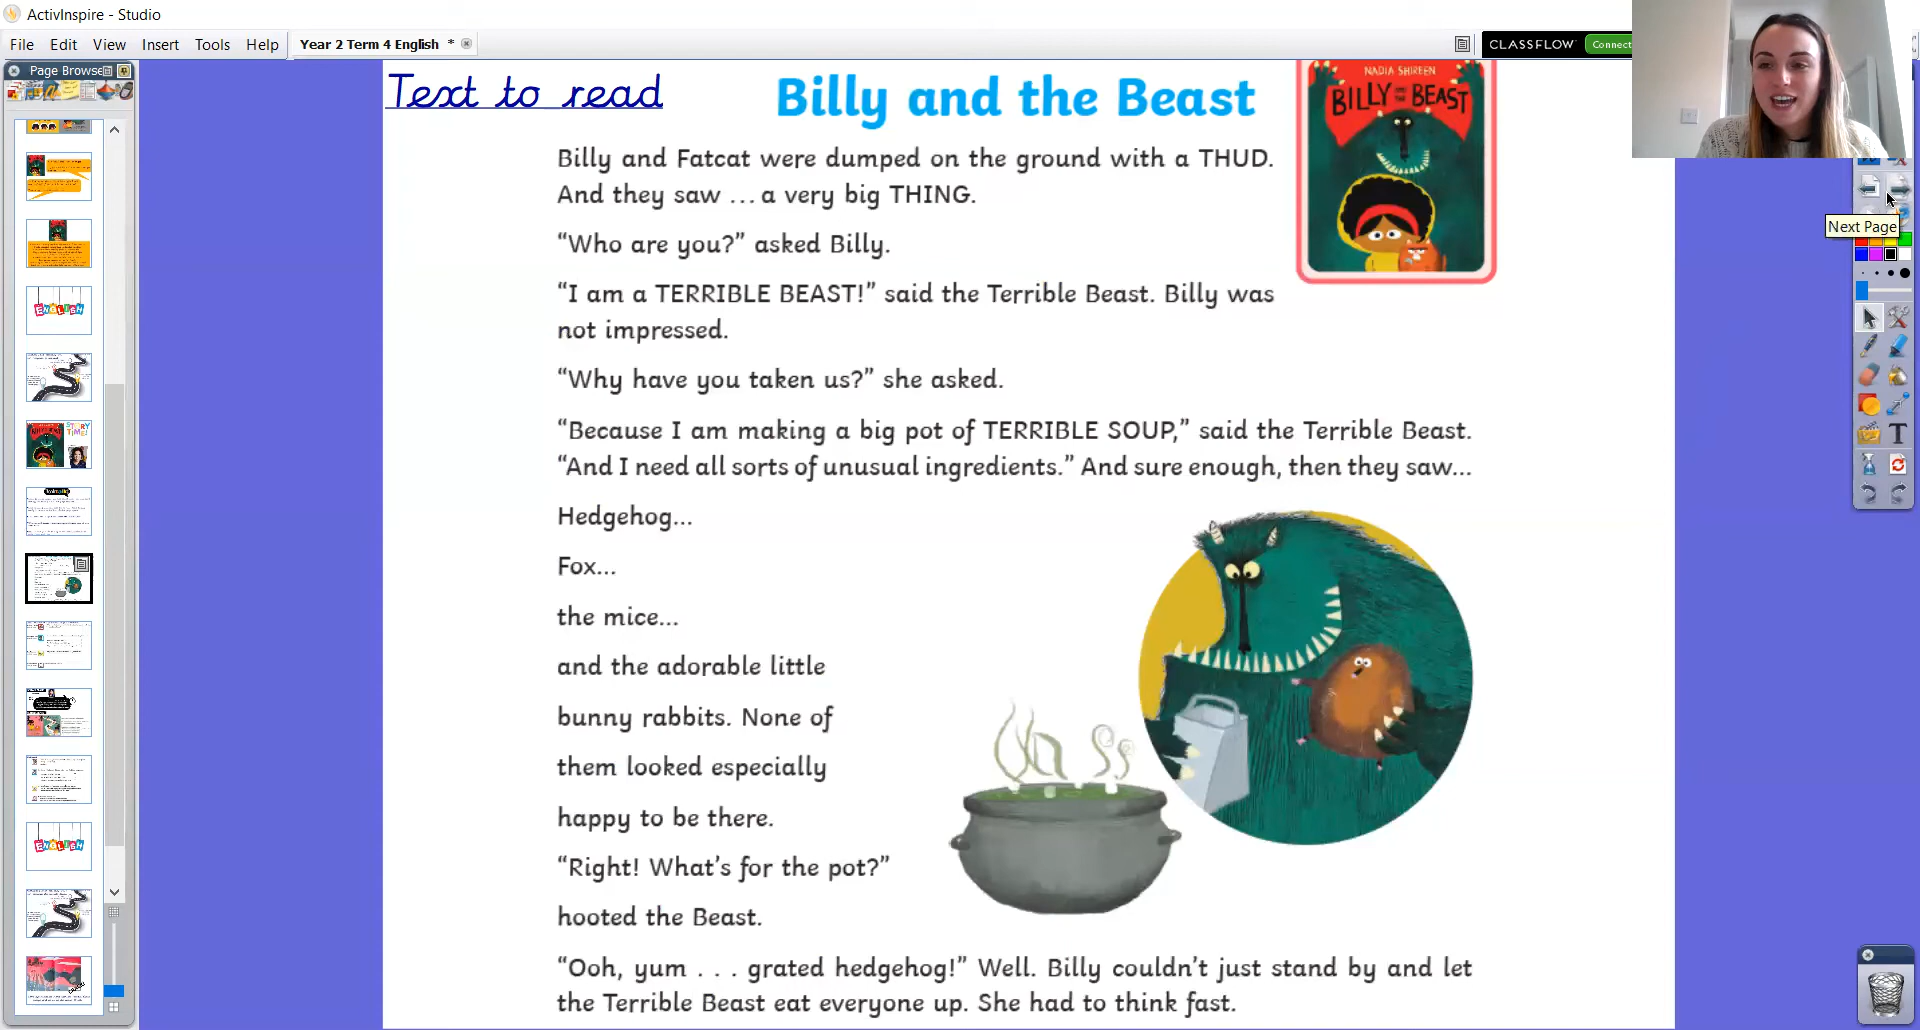 ActivInspire - Studio
File Edit View Insert Tools Help
Year 2 Term 4 English *
CLASSFLOW Connect
Page Browse
Text to read
Billy and the Beast
NADIA SHIREEN
BILLY AND THE BEAST
Next Page
Billy and Fatcat were dumped on the ground with a THUD.
And they saw ... a very big THING.
“Who are you?” asked Billy.
“I am a TERRIBLE BEAST!” said the Terrible Beast. Billy was
not impressed.
“Why have you taken us?” she asked.
“Because I am making a big pot of TERRIBLE SOUP,” said the Terrible Beast.
“And I need all sorts of unusual ingredients.” And sure enough, then they saw...
Hedgehog...
Fox...
the mice...
and the adorable little
bunny rabbits. None of
them looked especially
happy to be there.
“Right! What’s for the pot?”
hooted the Beast.
“Ooh, yum . . . grated hedgehog!” Well. Billy couldn’t just stand by and let
the Terrible Beast eat everyone up. She had to think fast.
ENGLISH
STORY
TIME!
ENGLISH
T